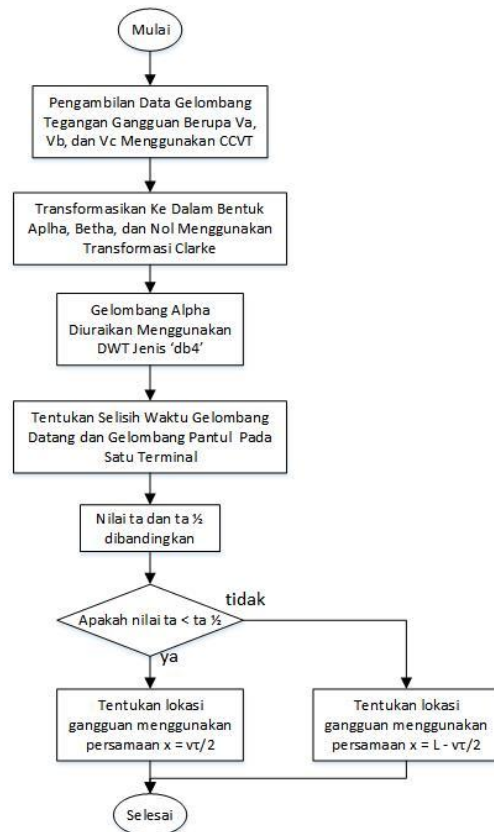 Mulai
Pengambilan Data Gelombang
Tegangan Gangguan Berupa Va,
Vb, dan Vc Menggunakan CCVT
Transformasikan Ke Dalam Bentuk
Aplha, Betha, dan Nol Menggunakan
Transformasi Clarke
Gelombang Alpha
Diuraikan Menggunakan
DWT Jenis ‘db4’
Tentukan Selisih Waktu Gelombang
Datang dan Gelombang Pantul Pada
Satu Terminal
Nilai ta dan ta ½
dibandingkan
Apakah nilai ta < ta ½
tidak
ya
Tentukan lokasi
gangguan menggunakan
persamaan x = vτ/2
Tentukan lokasi
gangguan menggunakan
persamaan x = L - vτ/2
Selesai